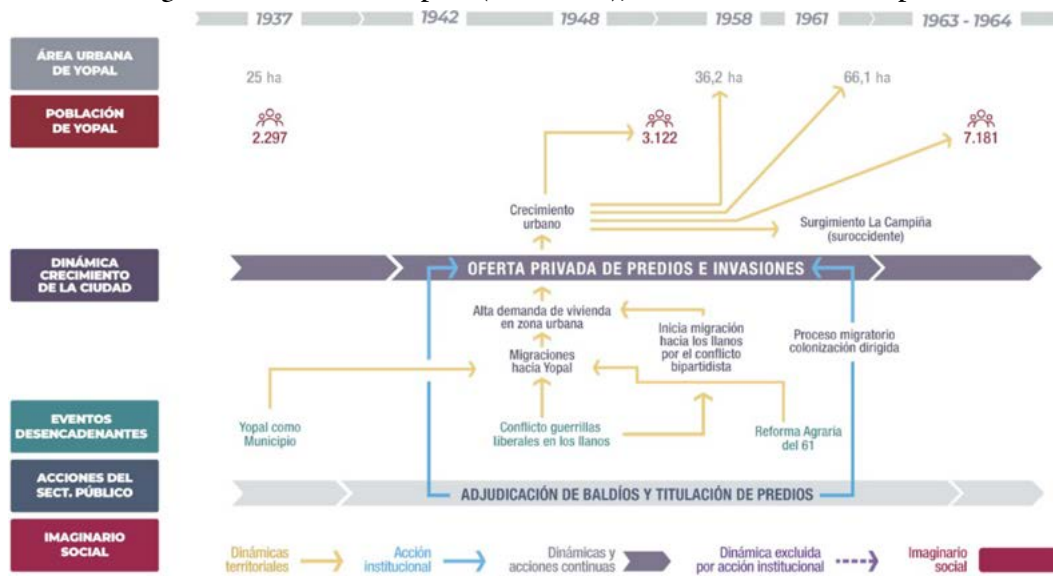 1937 1942 1948 1958 1961 1963 - 1964
ÁREA URBANA
DE YOPAL
25 ha 36,2 ha 66,1 ha
POBLACIÓN
DE YOPAL
2.297 3.122 7.181
Crecimiento
urbano
Surgimiento La Campiña
(suroccidente)
DINÁMICA
CRECIMIENTO
DE LA CIUDAD
OFERTA PRIVADA DE PREDIOS E INVASIONES
Alta demanda de vivienda
en zona urbana
Inicia migración
hacia los llanos
por el conflicto
bipartidista
Proceso migratorio
colonización dirigida
Migraciones
hacia Yopal
EVENTOS
DESENCADENANTES
Yopal como
Municipio
Conflicto guerrillas
liberales en los llanos
Reforma Agraria
del 61
ACCIONES DEL
SECT. PÚBLICO
ADJUDICACIÓN DE BALDÍOS Y TITULACIÓN DE PREDIOS
IMAGINARIO
SOCIAL
Dinámicas
territoriales
Acción
institucional
Dinámicas y
acciones continuas
Dinámica excluida
por acción institucional
Imaginario
social